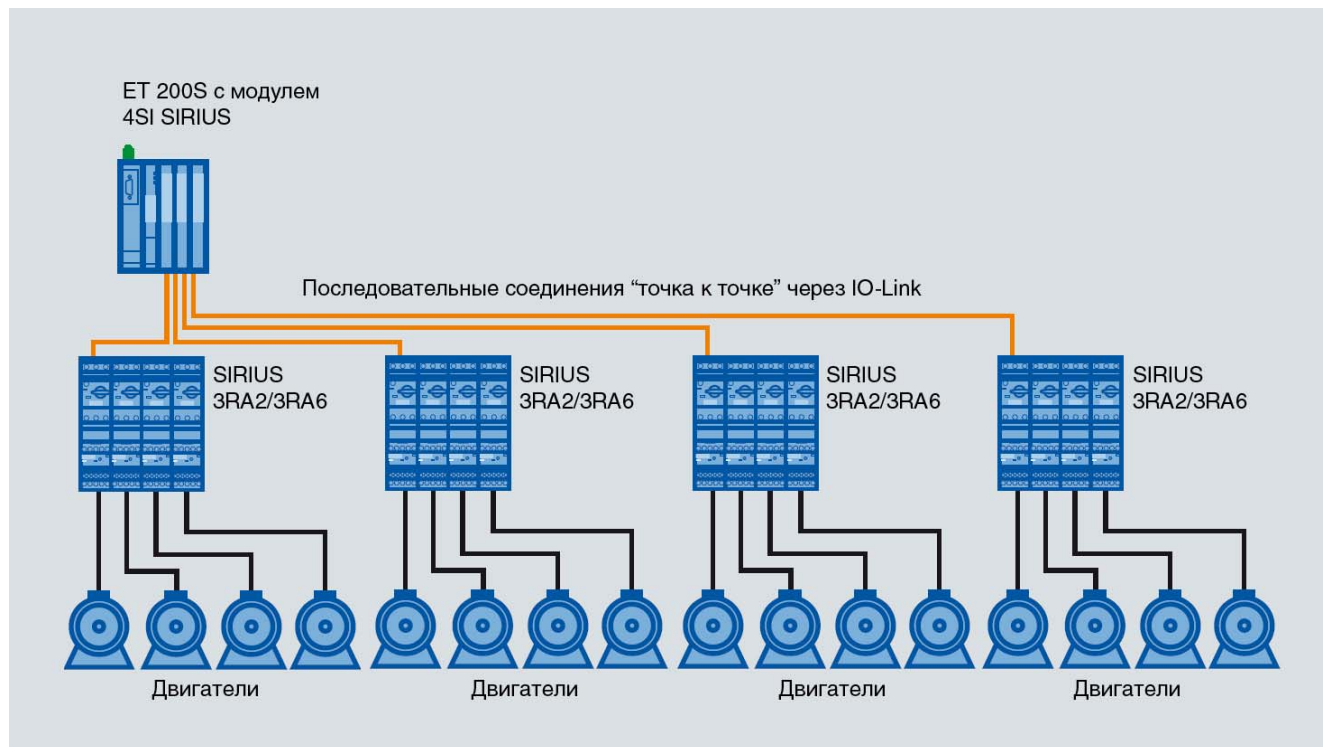 ET 200S с модулем
4SI SIRIUS
Последовательные соединения “точка к точке” через IO-Link
SIRIUS
3RA2/3RA6
SIRIUS
3RA2/3RA6
SIRIUS
3RA2/3RA6
SIRIUS
3RA2/3RA6
Двигатели
Двигатели
Двигатели
Двигатели